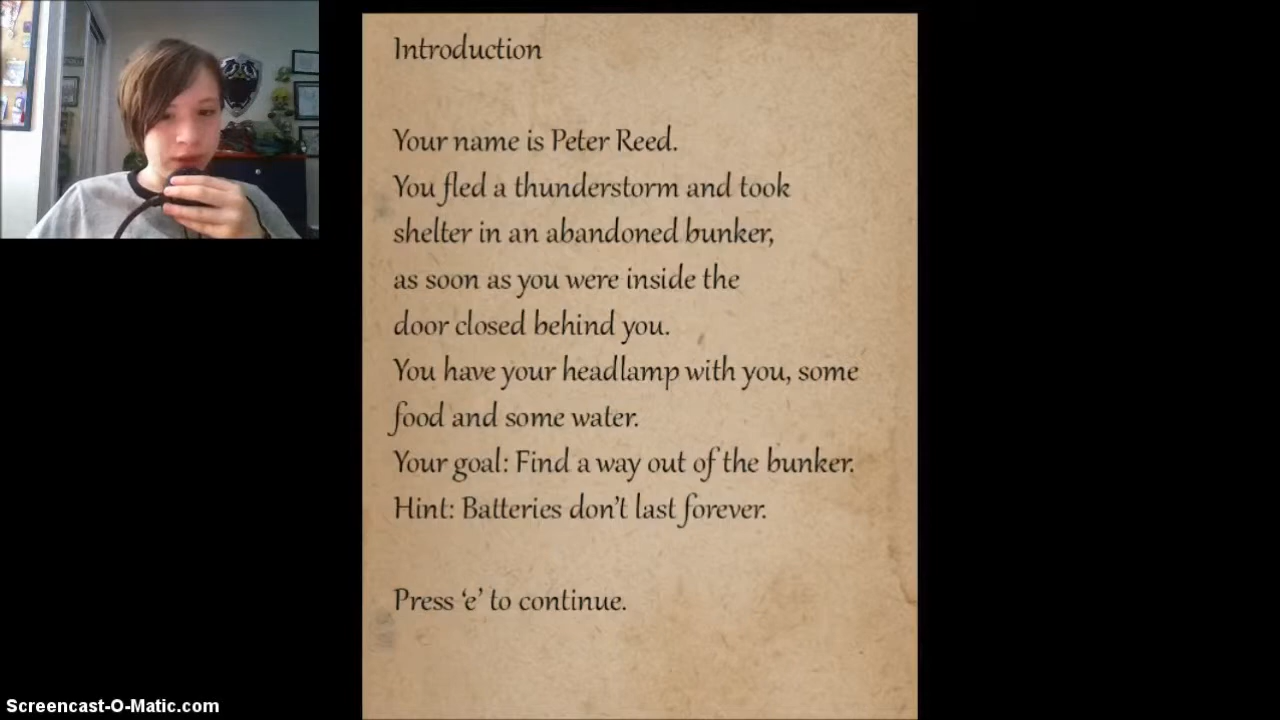 Introduction
Your name is Peter Reed.
You fled a thunderstorm and took
shelter in an abandoned bunker,
as soon as you were inside the
door closed behind you.
You have your headlamp with you, some
food and some water.
Your goal: Find a way out of the bunker.
Hint: Batteries don't last forever.
Press ‘e’ to continue.
Screencast-O-Matic.com